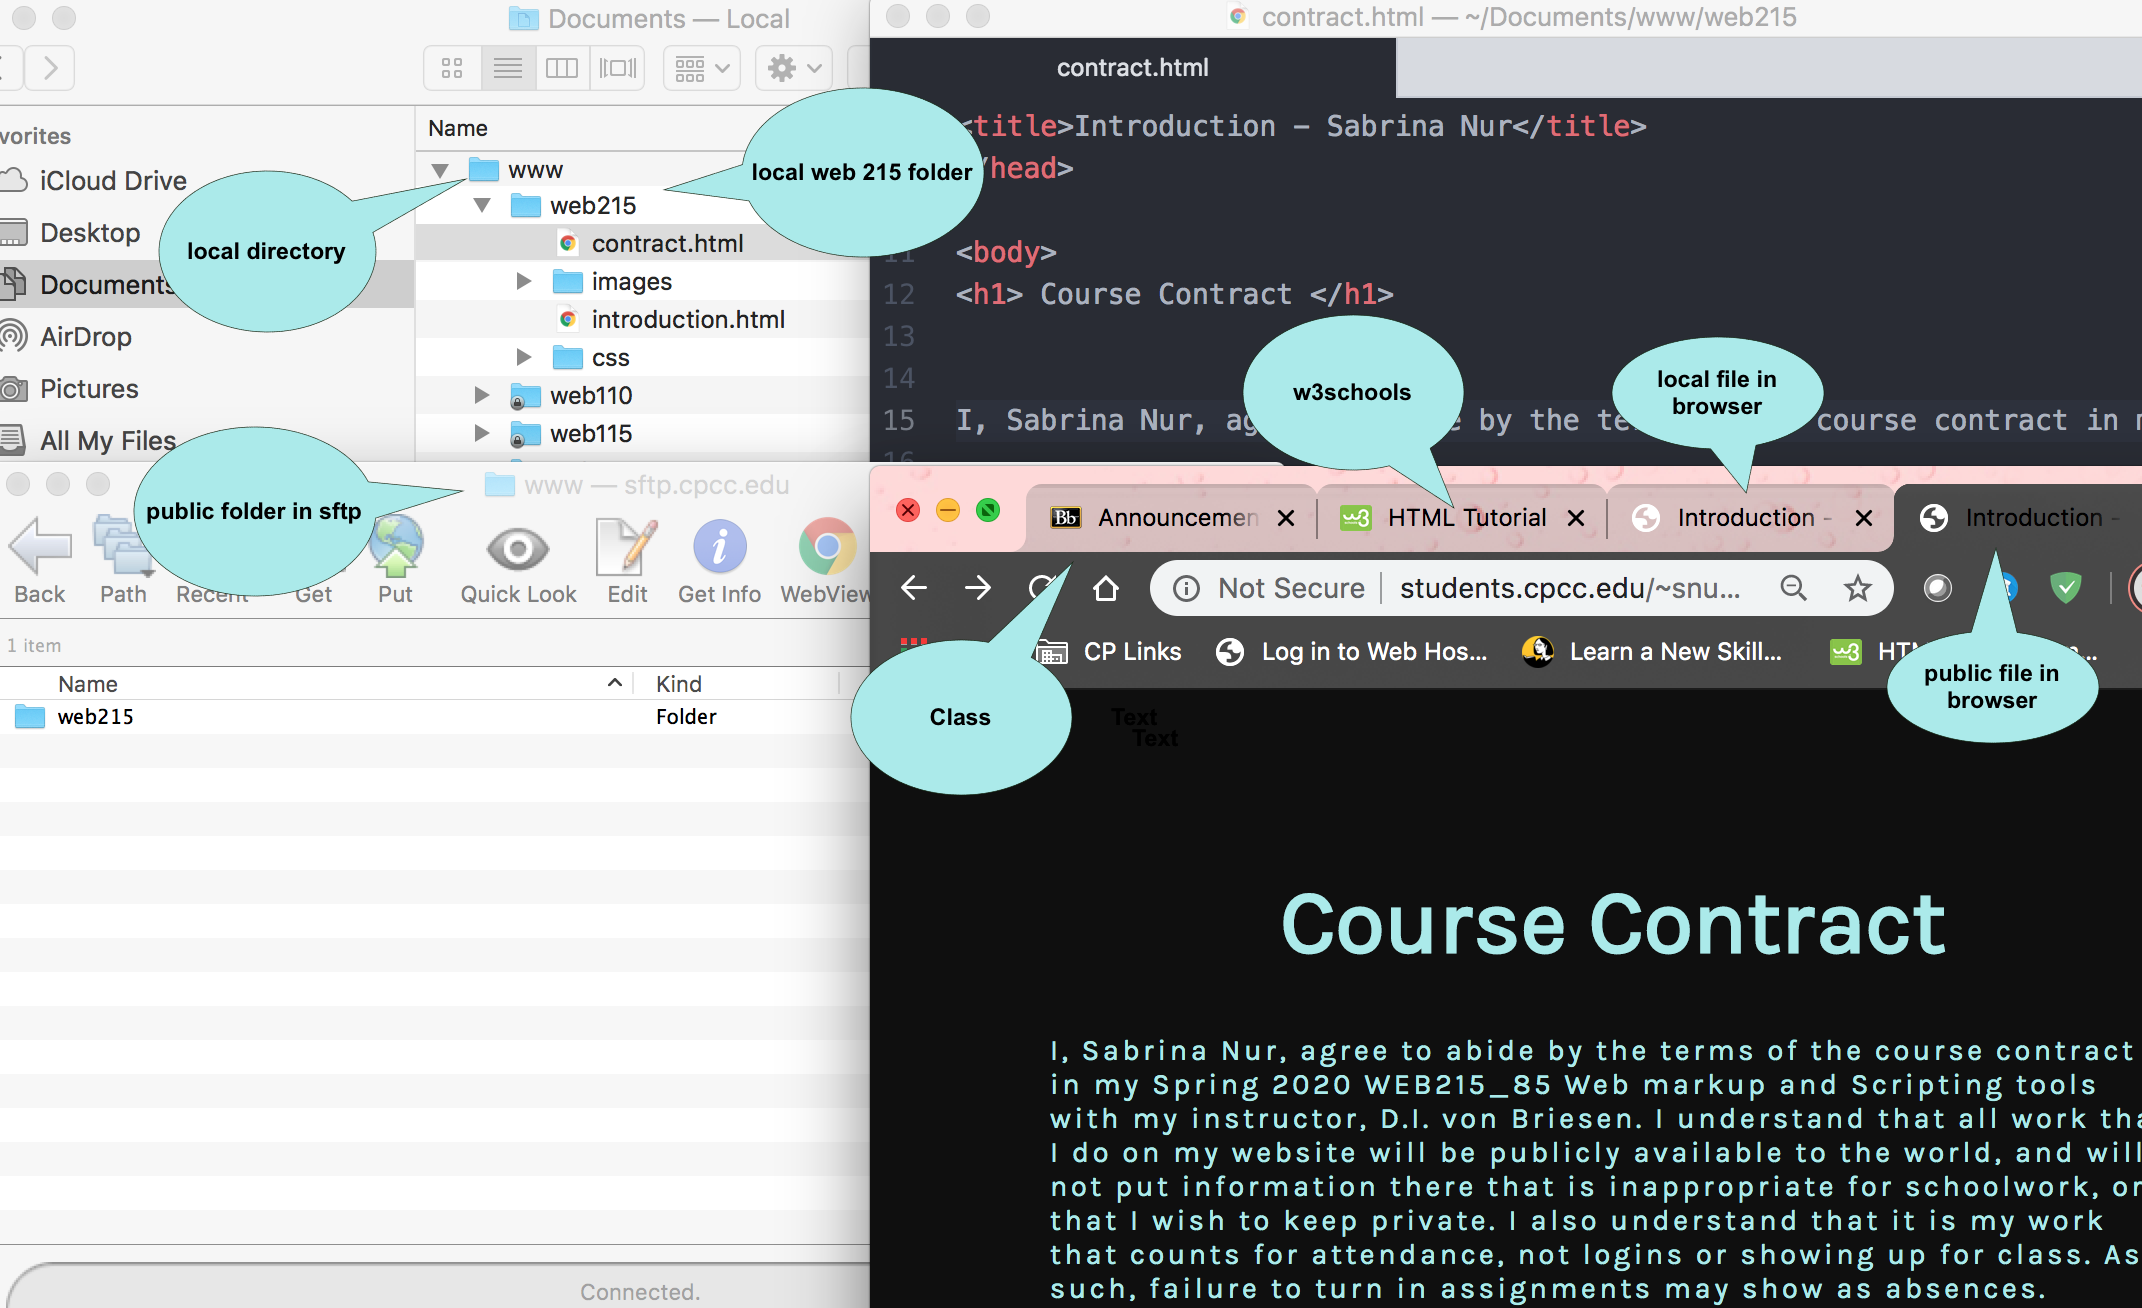 Documents — Local
Name
vorites
iCloud Drive
Desktop
Documents
AirDrop
Pictures
All My Files
www
web215
contract.html
images
introduction.html
css
web110
web115
local directory
local web 215 folder
contract.html — ~/Documents/www/web215
contract.html
<title>Introduction - Sabrina Nur</title>
/head>
11 <body>
12 <h1> Course Contract </h1>
13
14
15 I, Sabrina Nur, ag e by the te course contract in
16
w3schools
local file in
browser
public folder in sftp
www — sftp.cpcc.edu
Back
Path
Recent
Get
Put
Quick Look
Edit
Get Info
WebView
1 item
Name
Kind
web215
Folder
Connected.
Bb
Announcemen
w3
HTML Tutorial
Introduction -
Introduction -
Not Secure
students.cpcc.edu/~snu...
CP Links
Log in to Web Hos...
Learn a New Skill...
w3
HT
Class
public file in
browser
Text
Text
Course Contract
I, Sabrina Nur, agree to abide by the terms of the course contract
in my Spring 2020 WEB215_85 Web markup and Scripting tools
with my instructor, D.I. von Briesen. I understand that all work tha
I do on my website will be publicly available to the world, and will
not put information there that is inappropriate for schoolwork, or
that I wish to keep private. I also understand that it is my work
that counts for attendance, not logins or showing up for class. As
such, failure to turn in assignments may show as absences.